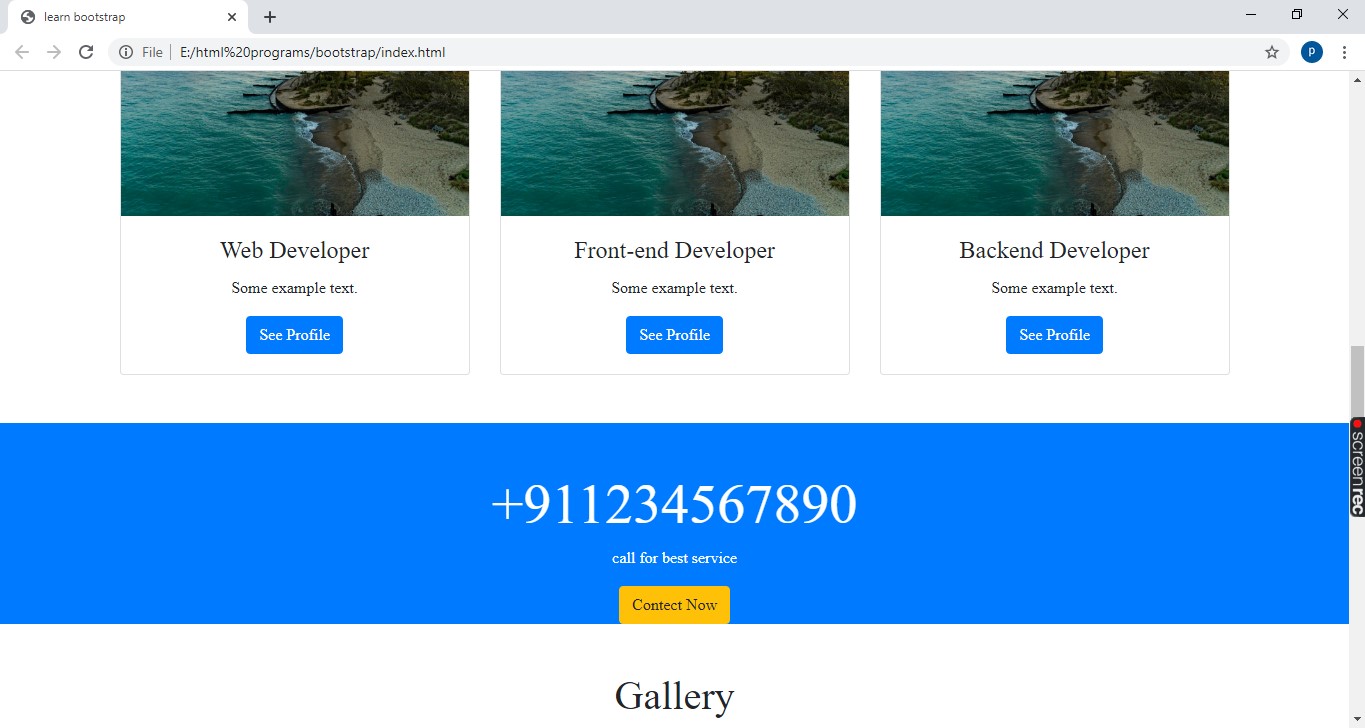 learn bootstrap
File
E:/html%20programs/bootstrap/index.html
P
Web Developer
Front-end Developer
Backend Developer
Some example text.
Some example text.
Some example text.
See Profile
See Profile
See Profile
+911234567890
call for best service
Contect Now
Gallery
screenrec